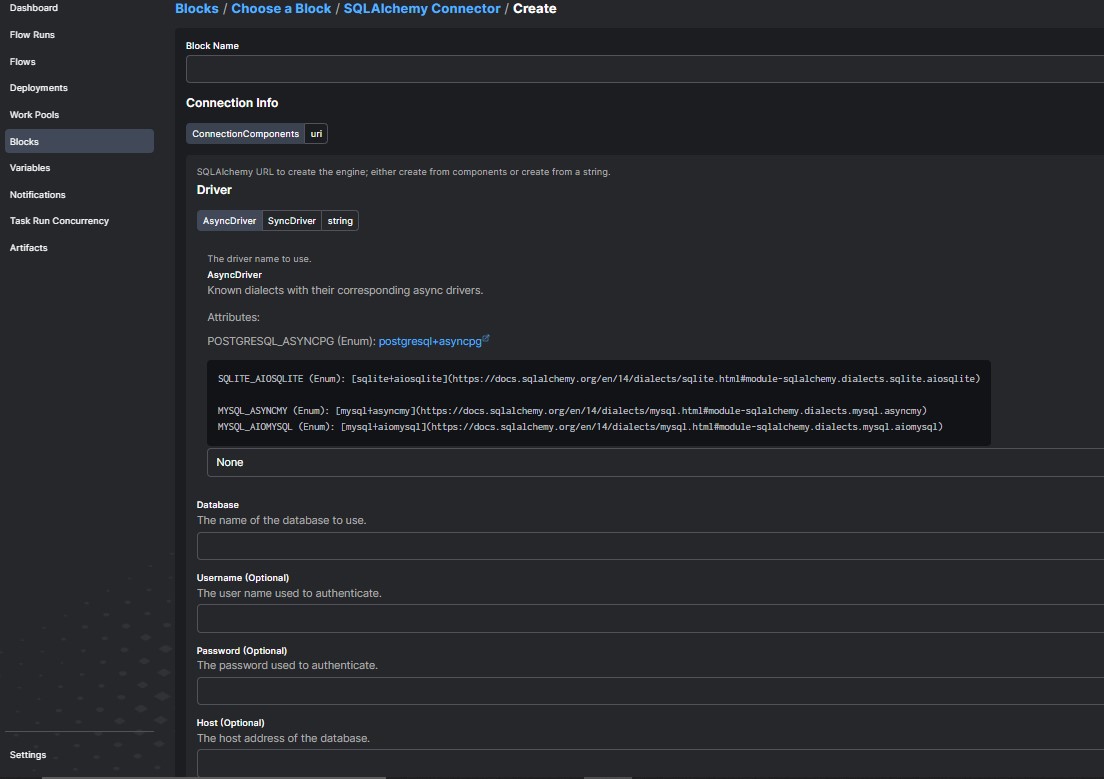 Dashboard
Flow Runs
Flows
Deployments
Work Pools
Blocks
Variables
Notifications
Task Run Concurrency
Artifacts
Settings
Blocks / Choose a Block / SQLAlchemy Connector / Create
Block Name
Connection Info
ConnectionComponents uri
SQLAlchemy URL to create the engine; either create from components or create from a string.
Driver
AsyncDriver SyncDriver string
The driver name to use.
AsyncDriver
Known dialects with their corresponding async drivers.
Attributes:
POSTGRESQL_ASYNCPG (Enum): postgresql+asyncpg
SQLITE_AIOSQLITE (Enum): [sqlite+aiosqlite](https://docs.sqlalchemy.org/en/14/dialects/sqlite.html#module-sqlalchemy.dialects.sqlite.aiosqlite)
MYSQL_ASYNCMY (Enum): [mysql+asyncmy](https://docs.sqlalchemy.org/en/14/dialects/mysql.html#module-sqlalchemy.dialects.mysql.asyncmy)
MYSQL_AIOMYSQL (Enum): [mysql+aiomysql](https://docs.sqlalchemy.org/en/14/dialects/mysql.html#module-sqlalchemy.dialects.mysql.aiomysql)
None
Database
The name of the database to use.
Username (Optional)
The user name used to authenticate.
Password (Optional)
The password used to authenticate.
Host (Optional)
The host address of the database.